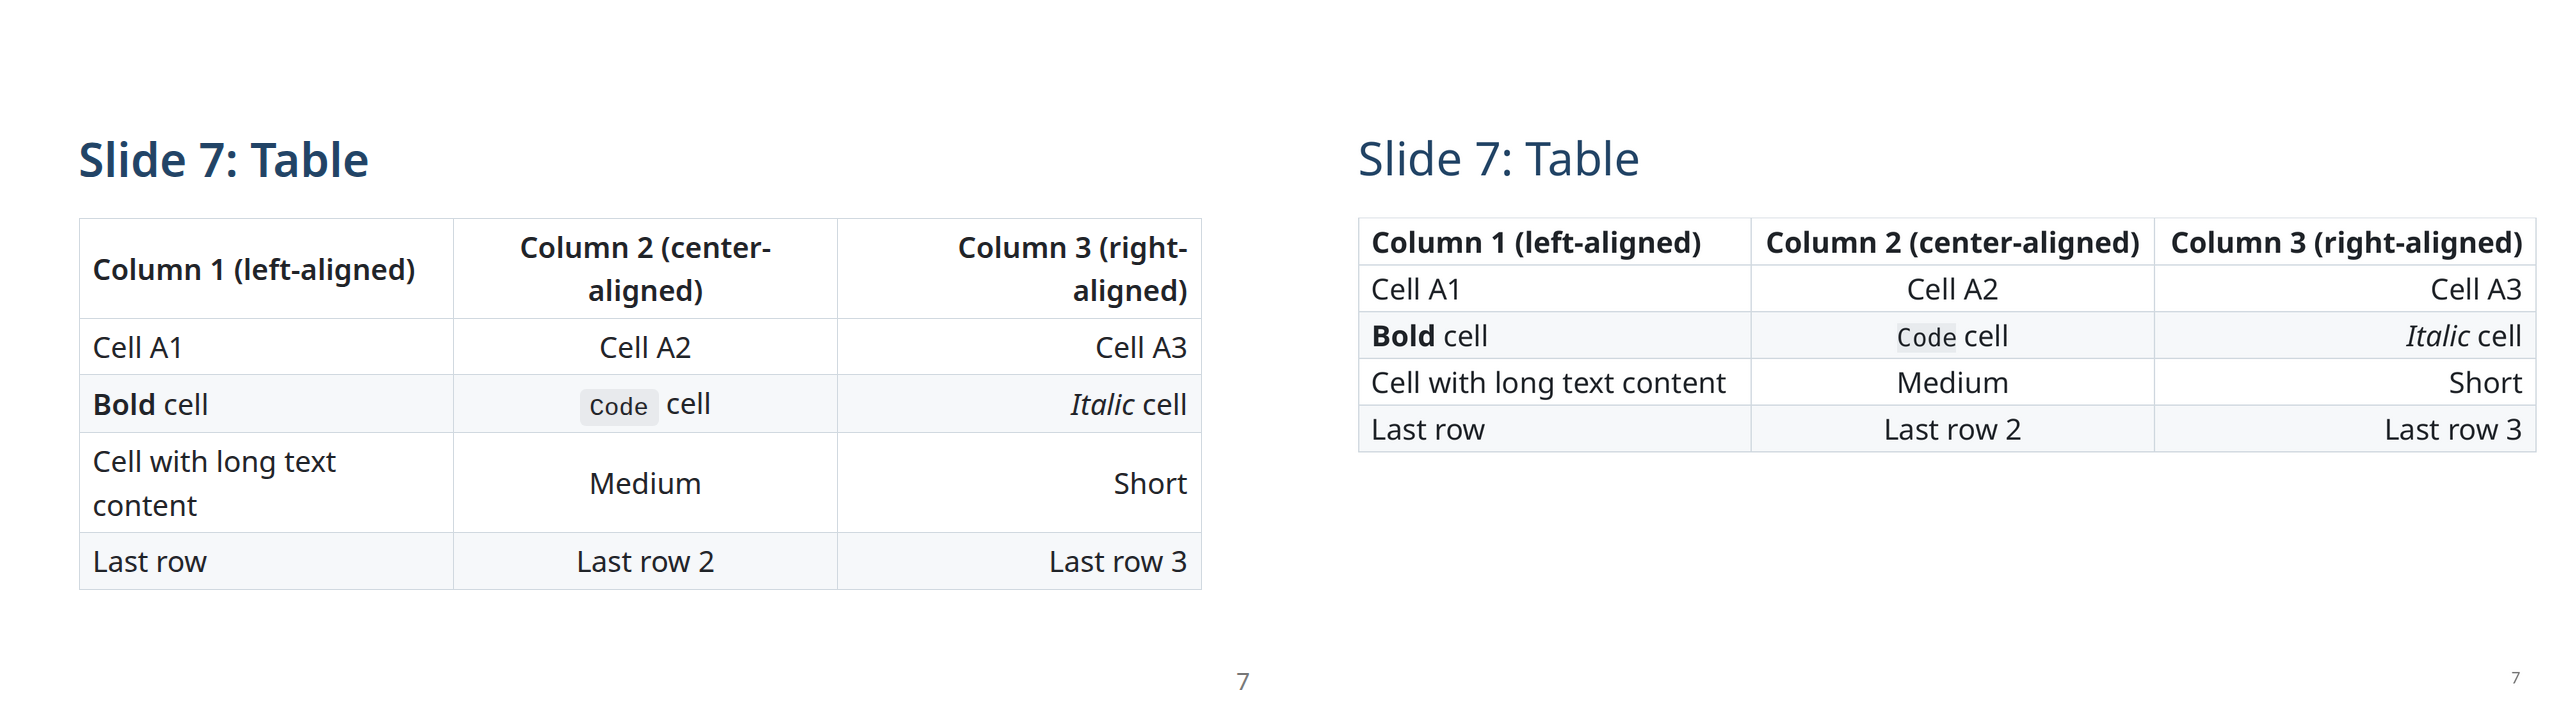 Slide 7: Table
Column 1 (left-aligned) Column 2 (center-aligned) Column 3 (right-aligned)
Cell A1 Cell A2 Cell A3
Bold cell Code cell Italic cell
Cell with long text
content Medium Short
Last row Last row 2 Last row 3
7
Slide 7: Table
Column 1 (left-aligned) Column 2 (center-aligned) Column 3 (right-aligned)
Cell A1 Cell A2 Cell A3
Bold cell Code cell Italic cell
Cell with long text content Medium Short
Last row Last row 2 Last row 3
7